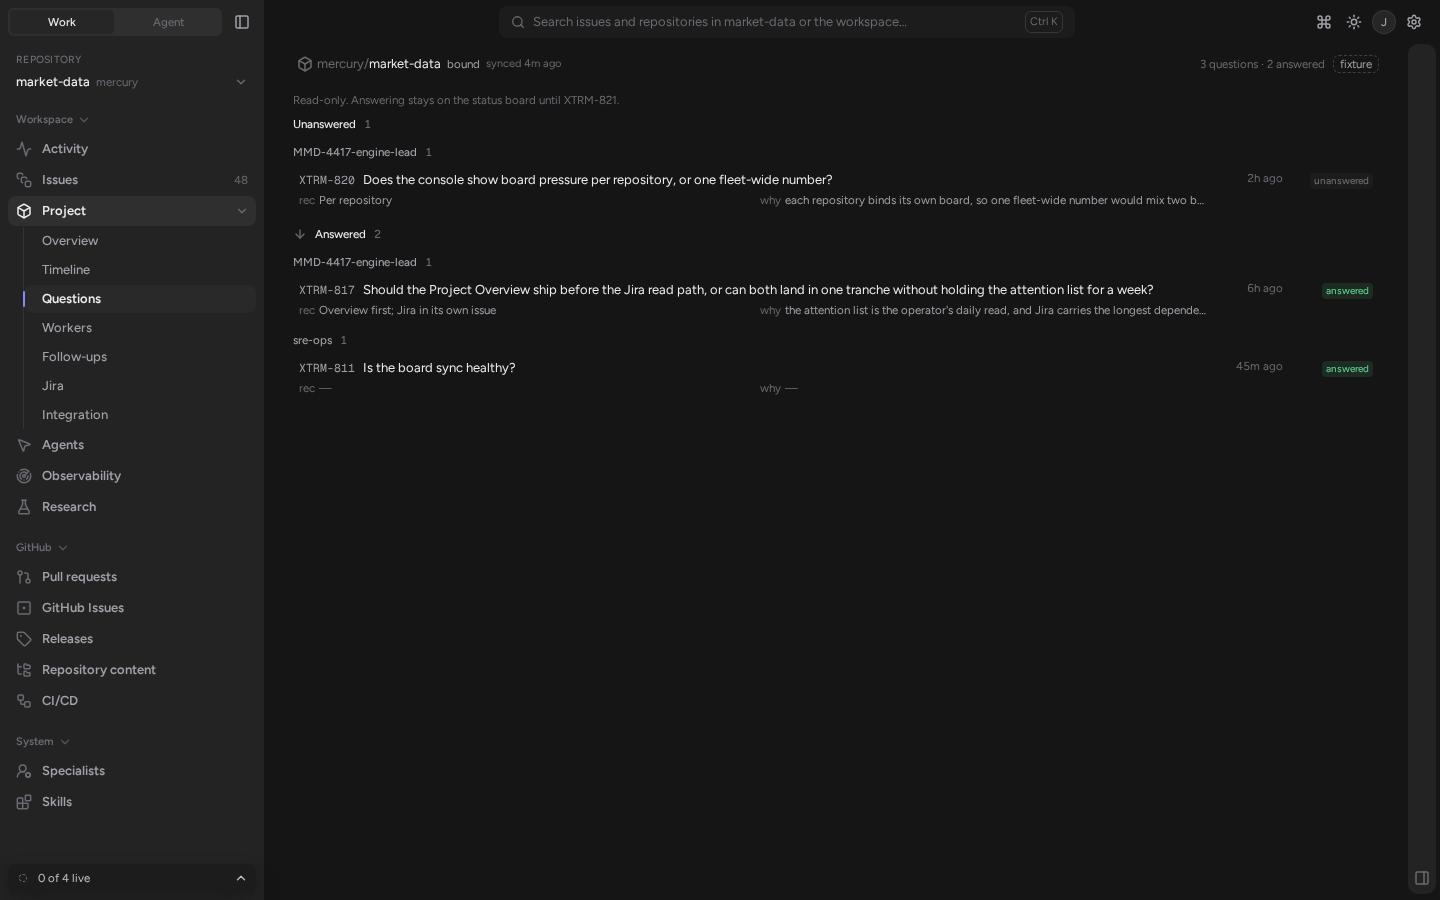 Work Agent
Search issues and repositories in market-data or the workspace... Ctrl K
J
REPOSITORY
market-data mercury
Workspace
Activity
Issues 48
Project
Overview
Timeline
Questions
Workers
Follow-ups
Jira
Integration
Agents
Observability
Research
GitHub
Pull requests
GitHub Issues
Releases
Repository content
CI/CD
System
Specialists
Skills
0 of 4 live
mercury/market-data bound synced 4m ago 3 questions · 2 answered fixture
Read-only. Answering stays on the status board until XTRM-821.
Unanswered 1
MMD-4417-engine-lead 1
XTRM-820 Does the console show board pressure per repository, or one fleet-wide number? 2h ago unanswered
rec Per repository why each repository binds its own board, so one fleet-wide number would mix two b...
Answered 2
MMD-4417-engine-lead 1
XTRM-817 Should the Project Overview ship before the Jira read path, or can both land in one tranche without holding the attention list for a week? 6h ago answered
rec Overview first; Jira in its own issue why the attention list is the operator's daily read, and Jira carries the longest depende...
sre-ops 1
XTRM-811 Is the board sync healthy? 45m ago answered
rec — why —